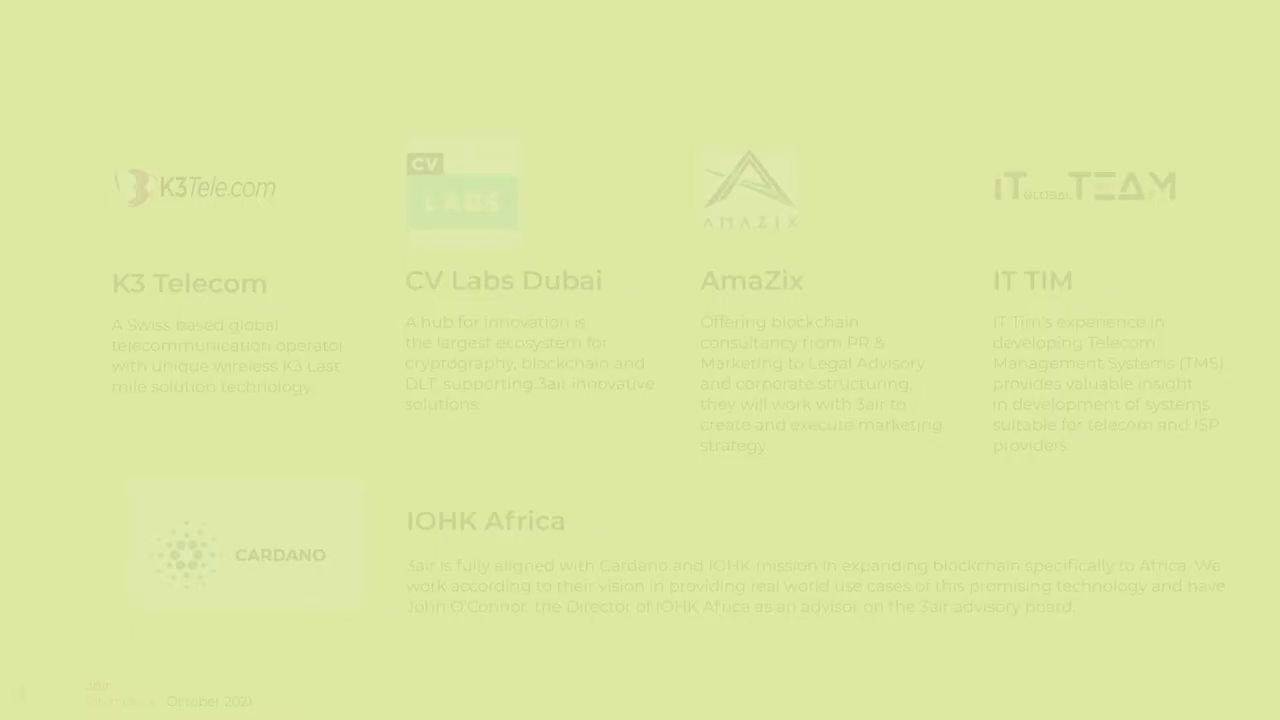 K3Tele.com
CV
LABS
AMAZIX
IT GLOBAL TEAM
K3 Telecom
A Swiss based global
telecommunication operator
with unique wireless K3 Last
mile solution technology.
CV Labs Dubai
A hub for innovation is
the largest ecosystem for
cryprography, blockchain and
DLT, supporting 3air innovative
solutions.
AmaZix
Offering blockchain
consultancy from PR &
Marketing to Legal Advisory
and corporate structuring,
they will work with 3air to
create and execute marketing
strategy.
IT TIM
IT Tim's experience in
developing Telecom
Management Systems (TMS)
provides valuable insight
in development of systems
suitable for telecom and ISP
providers.
CARDANO
IOHK Africa
3air is fully aligned with Cardano and IOHK mission in expanding blockchain specifically to Africa. We
work according to their vision in providing real world use cases of this promising technology and have
John O'Connor, the Director of IOHK Africa as an advisor on the 3air advisory board.
3air
October 2021